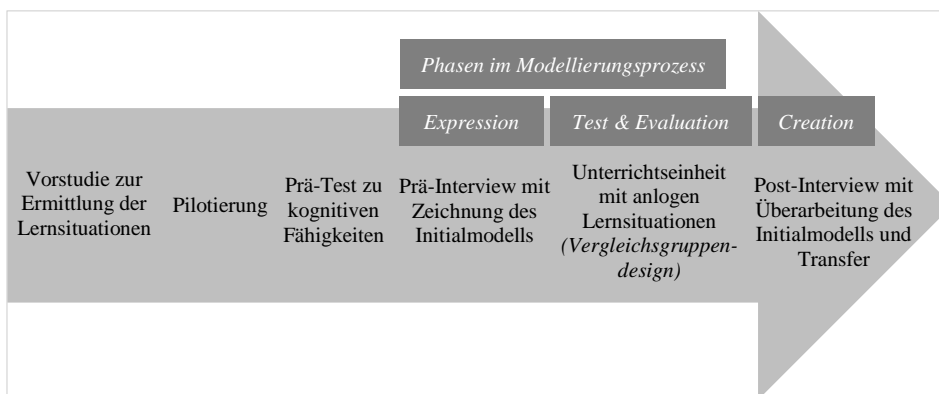 Phasen im Modellierungsprozess
Expression
Test & Evaluation
Creation
Vorstudie zur
Ermittlung der
Lernsituationen
Pilotierung
Prä-Test zu
kognitiven
Fähigkeiten
Prä-Interview mit
Zeichnung des
Initialmodells
Unterrichtseinheit
mit anlogen
Lernsituationen
(Vergleichsgruppen-
design)
Post-Interview mit
Überarbeitung des
Initialmodells und
Transfer